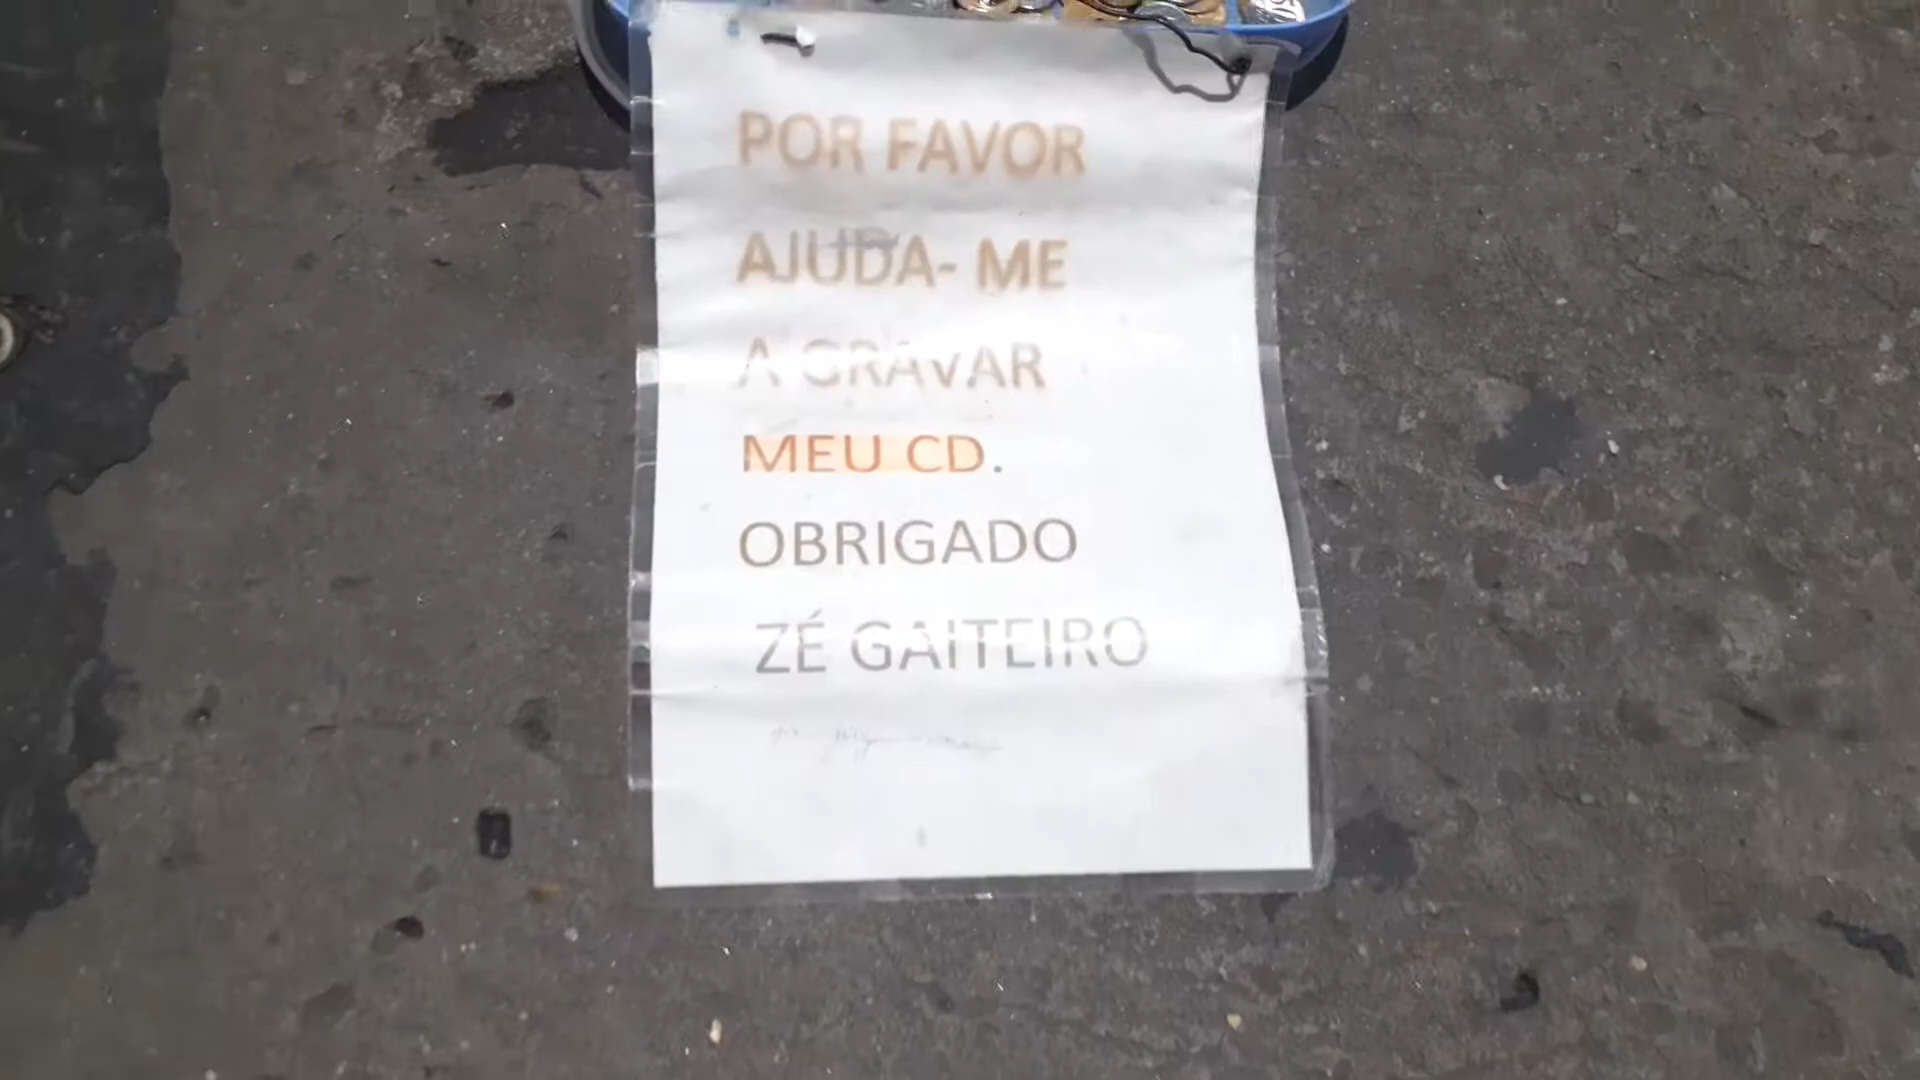 POR FAVOR
AJUDA- ME
A GRAVAR
MEU CD.
OBRIGADO
ZÉ GAITEIRO